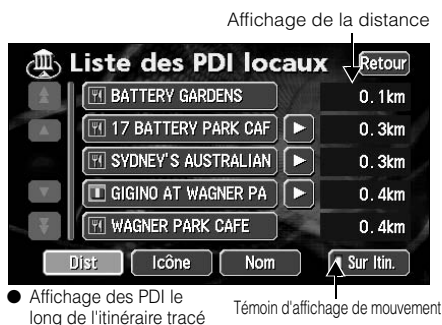 Affichage de la distance
Liste des PDI locaux
Retour
BATTERY GARDENS
0.1km
17 BATTERY PARK CAF
0.3km
SYDNEY'S AUSTRALIAN
0.3km
GIGINO AT WAGNER PA
0.4km
WAGNER PARK CAFE
0.4km
Dist
Icône
Nom
Sur Itin.
● Affichage des PDI le
long de l'itinéraire tracé
Témoin d'affichage de mouvement